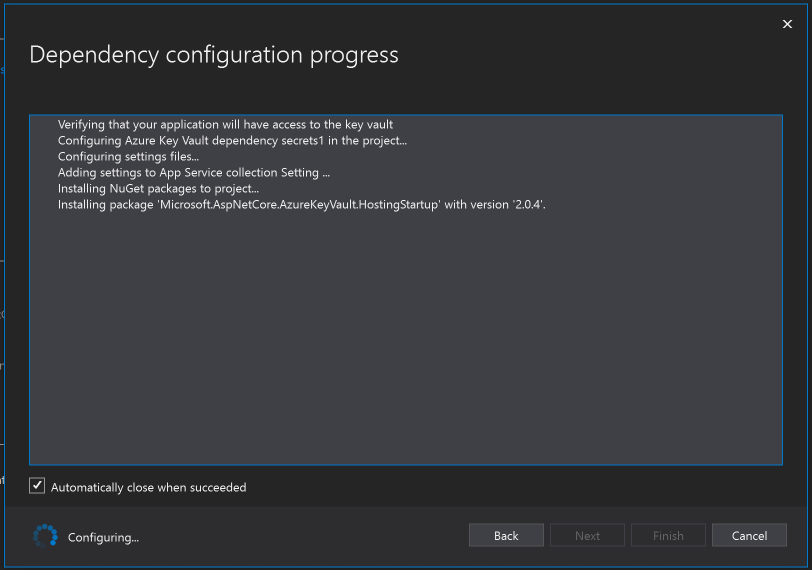 Dependency configuration progress
Verifying that your application will have access to the key vault
Configuring Azure Key Vault dependency secrets1 in the project...
Configuring settings files...
Adding settings to App Service collection Setting ...
Installing NuGet packages to project...
Installing package 'Microsoft.AspNetCore.AzureKeyVault.HostingStartup' with version '2.0.4'.
Automatically close when succeeded
Configuring...
Back
Next
Finish
Cancel